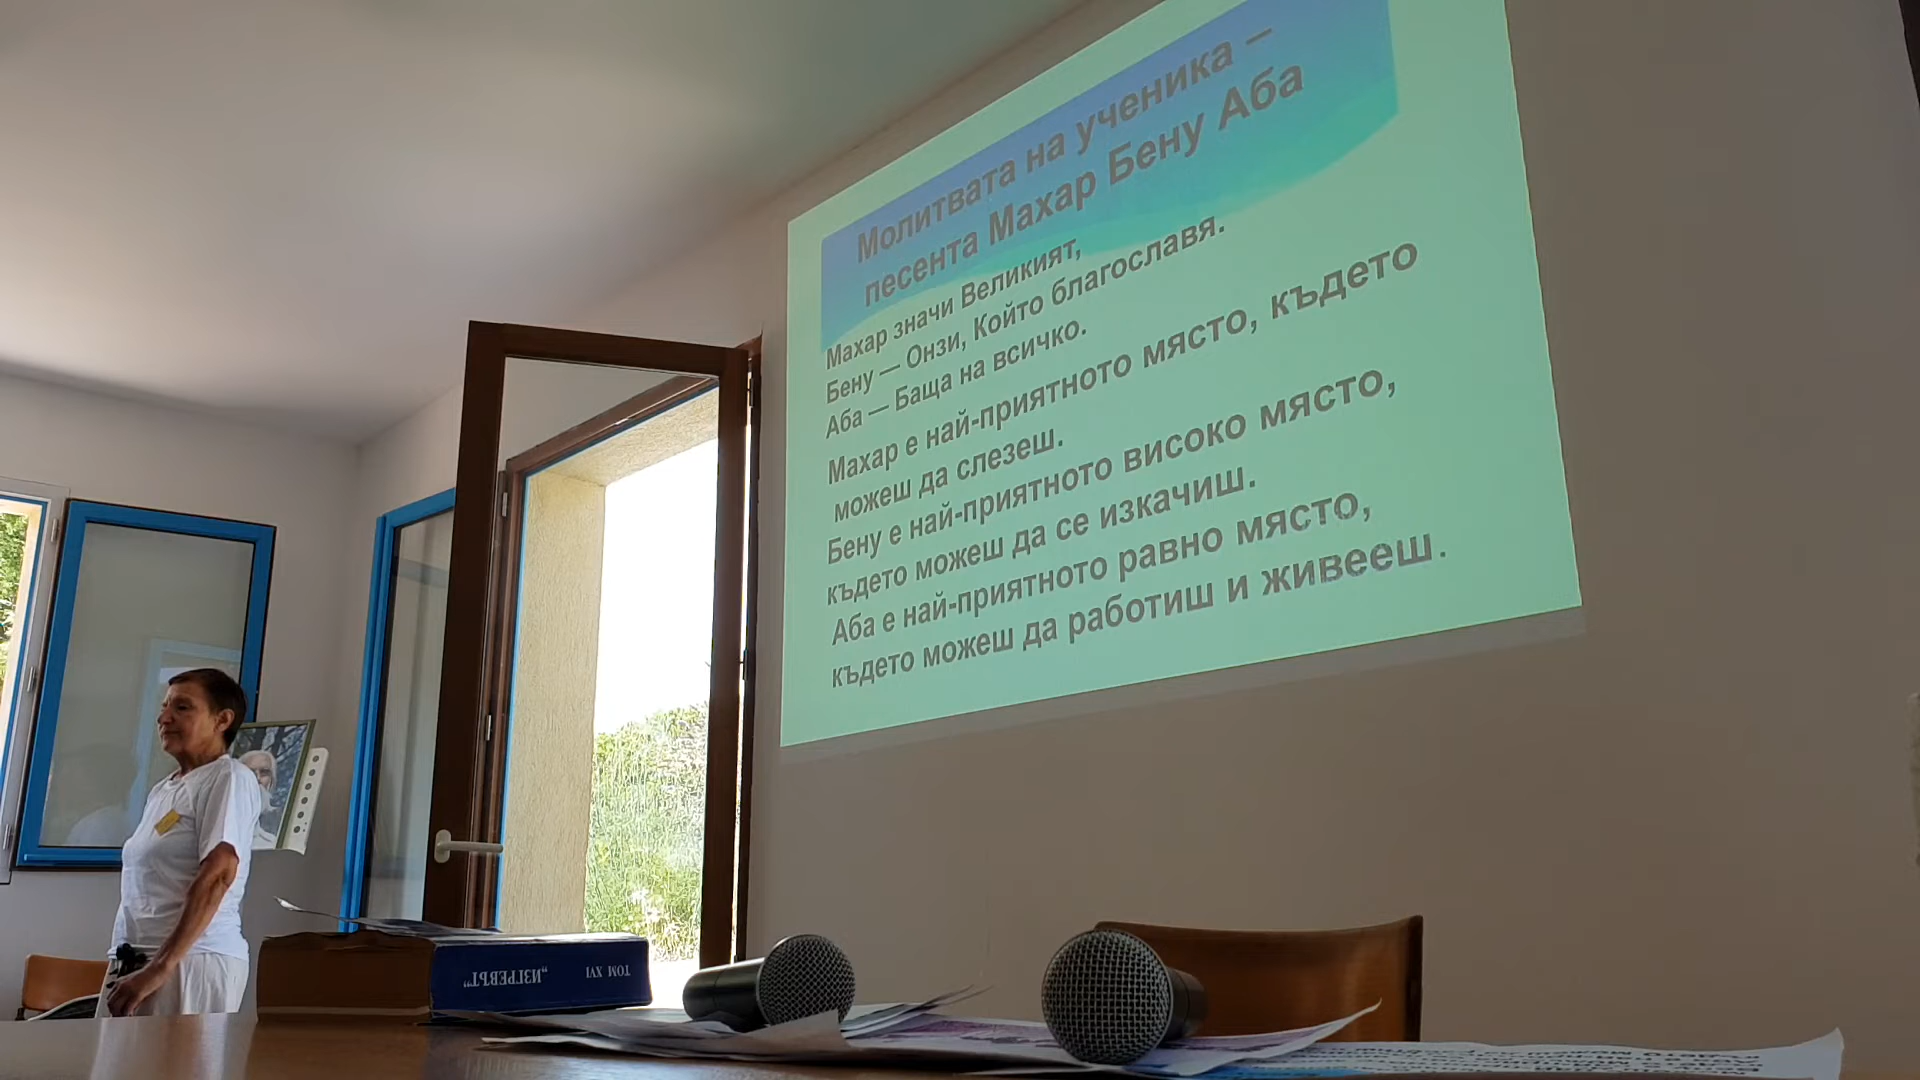 Молитвата на ученика –
песента Махар Бену Аба
Махар значи Великият,
Бену — Онзи, Който благославя.
Аба — Баща на всичко.
Махар е най-приятното място, където
можеш да слезеш.
Бену е най-приятното високо място,
където можеш да се изкачиш.
Аба е най-приятното равно място,
където можеш да работиш и живееш.
ТОМ XVI „ИЗГРЕВЪТ“